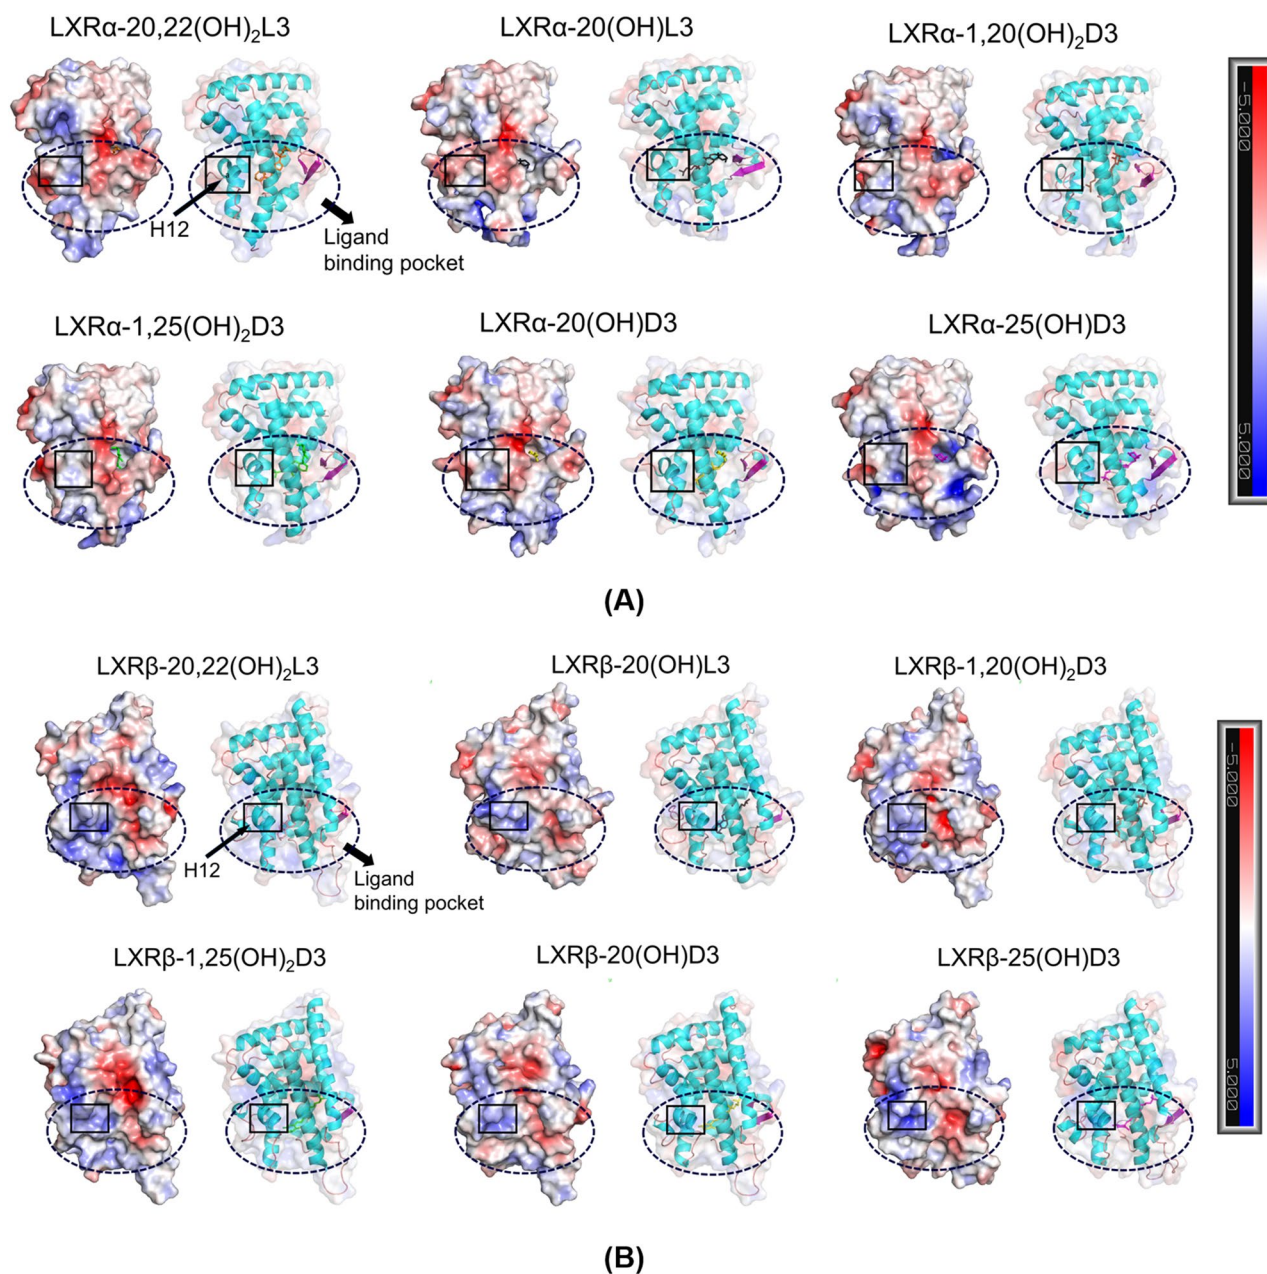 LXRα-20,22(OH)₂L3
LXRα-20(OH)L3
LXRα-1,20(OH)₂D3
-5.000
5.000
H12
Ligand
binding pocket
LXRα-1,25(OH)₂D3
LXRα-20(OH)D3
LXRα-25(OH)D3
(A)
LXRβ-20,22(OH)₂L3
LXRβ-20(OH)L3
LXRβ-1,20(OH)₂D3
-5.000
5.000
H12
Ligand
binding pocket
LXRβ-1,25(OH)₂D3
LXRβ-20(OH)D3
LXRβ-25(OH)D3
(B)